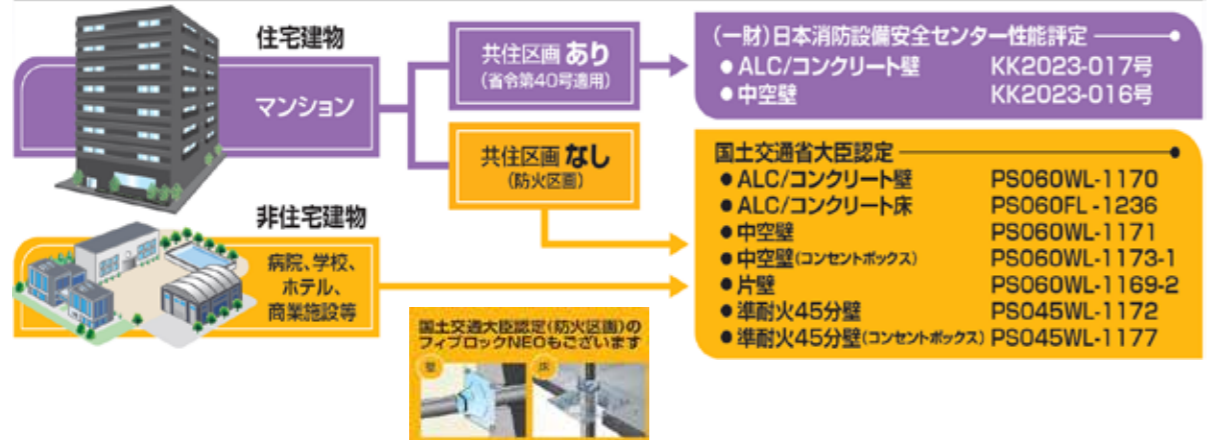 住宅建物
マンション
共住区画 あり
(省令第40号適用)
共住区画 なし
(防火区画)
(一財)日本消防設備安全センター性能評定
●ALC/コンクリート壁 KK2023-017号
●中空壁 KK2023-016号
国土交通省大臣認定
●ALC/コンクリート壁 PS060WL-1170
●ALC/コンクリート床 PS060FL-1236
●中空壁 PS060WL-1171
●中空壁(コンセントボックス) PS060WL-1173-1
●片壁 PS060WL-1169-2
●準耐火45分壁 PS045WL-1172
●準耐火45分壁(コンセントボックス) PS045WL-1177
非住宅建物
病院、学校、
ホテル、
商業施設等
国土交通大臣認定(防火区画)の
フィブロックNEOもございます
壁
床